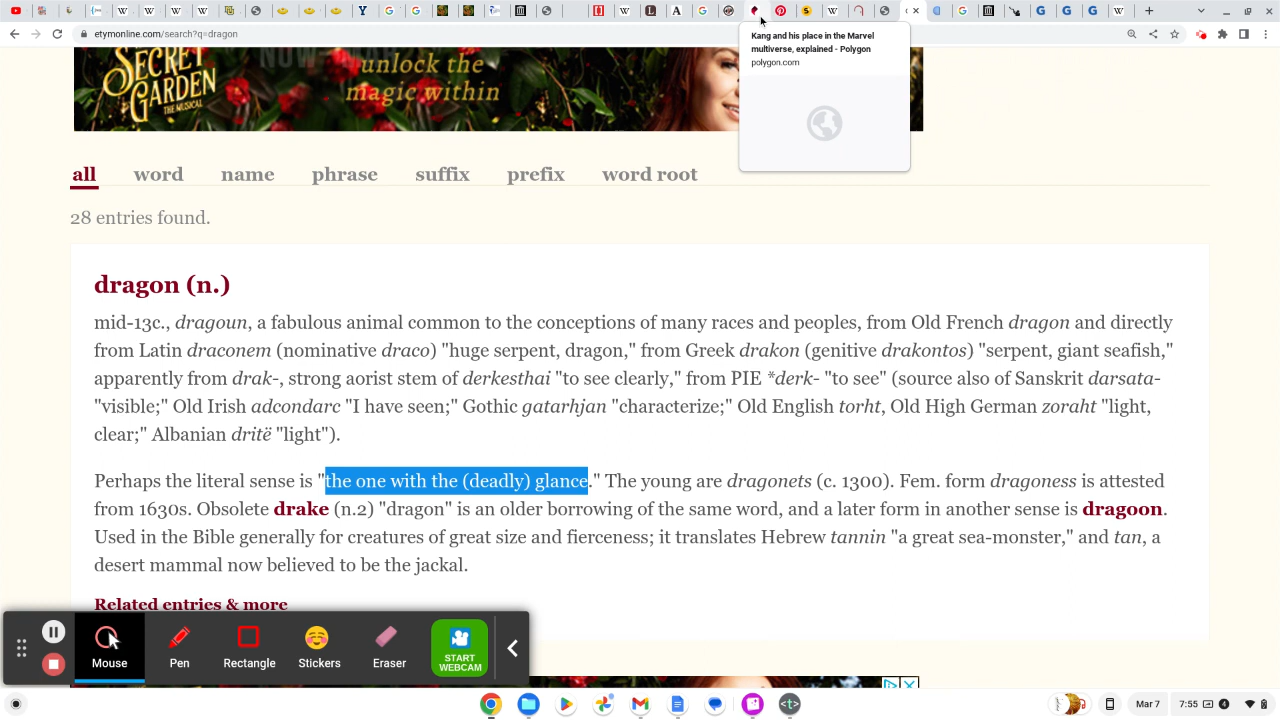 Kang and his place in the Marvel
multiverse, explained - Polygon
polygon.com
etymonline.com/search?q=dragon
SECRET
GARDEN
THE MUSICAL
unlock the
magic within
all word name phrase suffix prefix word root
28 entries found.
dragon (n.)
mid-13c., dragoun, a fabulous animal common to the conceptions of many races and peoples, from Old French dragon and directly
from Latin draconem (nominative draco) "huge serpent, dragon," from Greek drakon (genitive drakontos) "serpent, giant seafish,"
apparently from drak-, strong aorist stem of derkesthai "to see clearly," from PIE *derk- "to see" (source also of Sanskrit darsata-
"visible;" Old Irish adcondarc "I have seen;" Gothic gatarhjan "characterize;" Old English torht, Old High German zoraht "light,
clear;" Albanian dritë "light").
Perhaps the literal sense is "the one with the (deadly) glance." The young are dragonets (c. 1300). Fem. form dragoness is attested
from 1630s. Obsolete drake (n.2) "dragon" is an older borrowing of the same word, and a later form in another sense is dragoon.
Used in the Bible generally for creatures of great size and fierceness; it translates Hebrew tannin "a great sea-monster," and tan, a
desert mammal now believed to be the jackal.
Related entries & more
Mouse Pen Rectangle Stickers Eraser START
WEBCAM
Mar 7 7:55